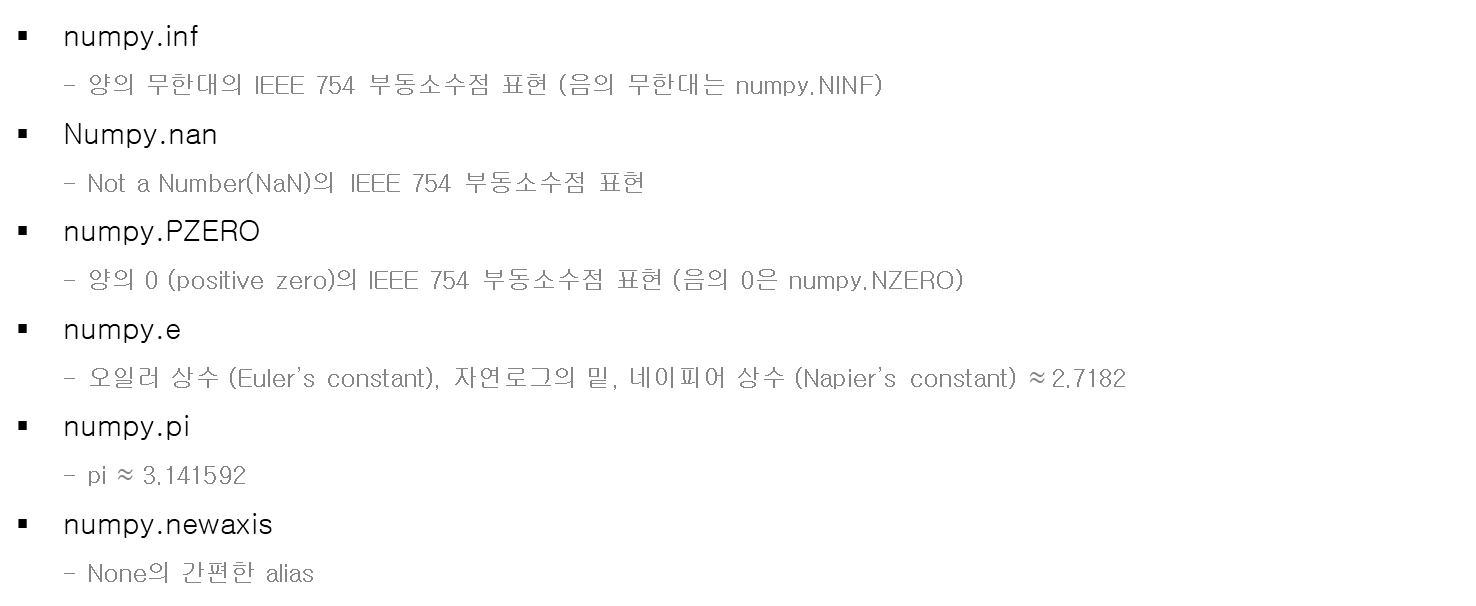 ▪ numpy.inf
– 양의 무한대의 IEEE 754 부동소수점 표현 (음의 무한대는 numpy.NINF)
▪ Numpy.nan
– Not a Number(NaN)의 IEEE 754 부동소수점 표현
▪ numpy.PZERO
– 양의 0 (positive zero)의 IEEE 754 부동소수점 표현 (음의 0은 numpy.NZERO)
▪ numpy.e
– 오일러 상수 (Euler’s constant), 자연로그의 밑, 네이피어 상수 (Napier’s constant) ≈ 2.7182
▪ numpy.pi
– pi ≈ 3.141592
▪ numpy.newaxis
– None의 간편한 alias